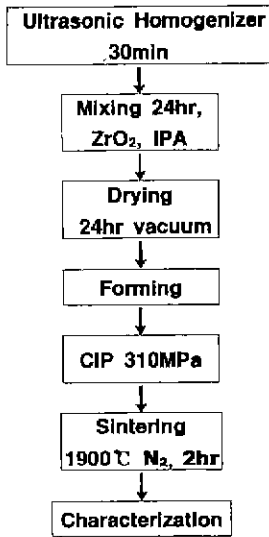 Ultrasonic Homogenizer
30min
Mixing 24hr,
ZrO₂, IPA
Drying
24hr vacuum
Forming
CIP 310MPa
Sintering
1900℃ N₂, 2hr
Characterization